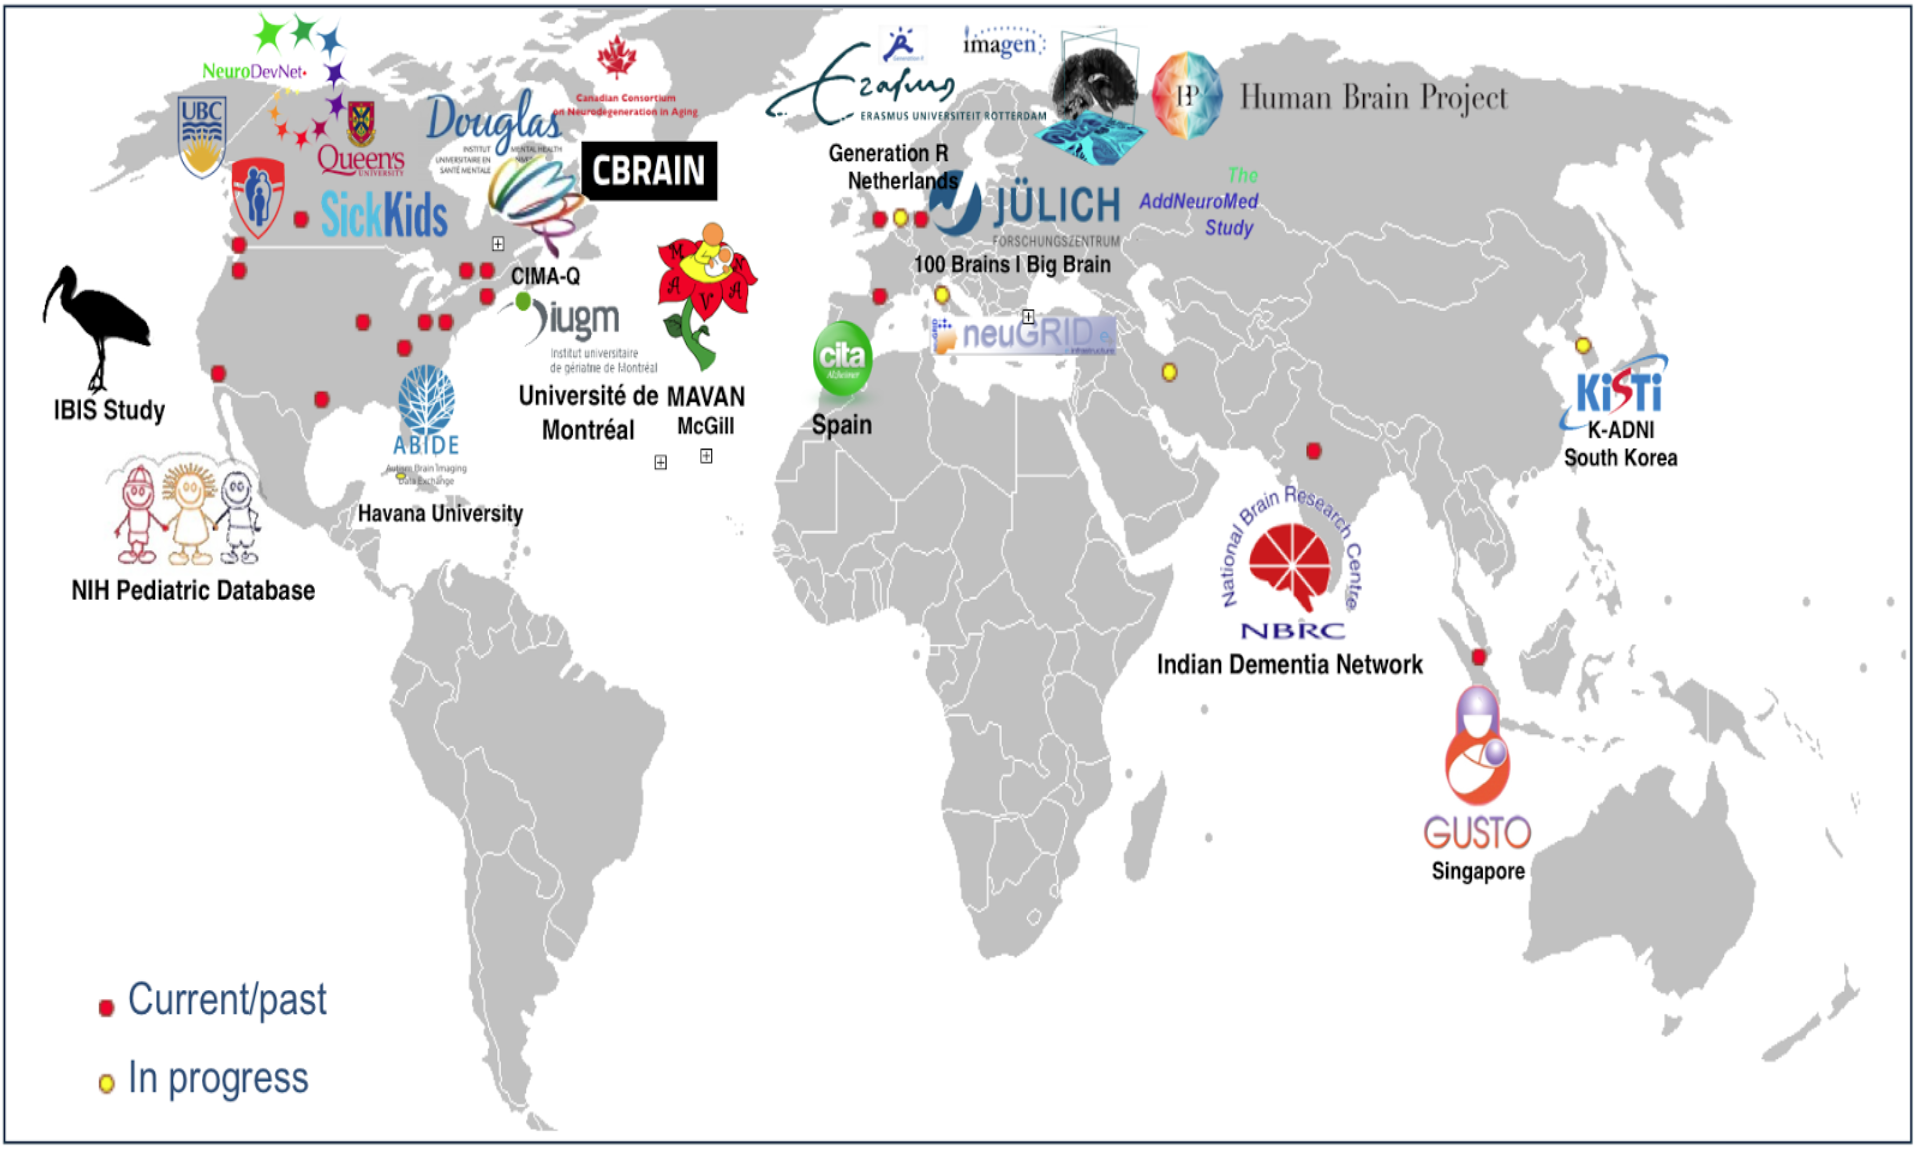 NeuroDevNet
UBC
Queen's
UNIVERSITY
SickKids
Douglas
INSTITUT
UNIVERSITAIRE EN
SANTÉ MENTALE
MENTAL HEALTH
Canadian Consortium
on Neurodegeneration in Aging
CBRAIN
CIMA-Q
iugm
Institut universitaire
de gériatrie de Montréal
Université de
Montréal
M A V A N
MAVAN
McGill
IBIS Study
ABIDE
Autism Brain Imaging
Data Exchange
Havana University
NIH Pediatric Database
Generation R
imagen
Erasmus
ERASMUS UNIVERSITEIT ROTTERDAM
HP
Human Brain Project
Generation R
Netherlands
JÜLICH
FORSCHUNGSZENTRUM
100 Brains I Big Brain
The
AddNeuroMed
Study
neuGRID
infrastructure
cita
Alzheimer
Spain
KiSTi
K-ADNI
South Korea
National Brain Research Centre
NBRC
Indian Dementia Network
GUSTO
Singapore
Current/past
In progress